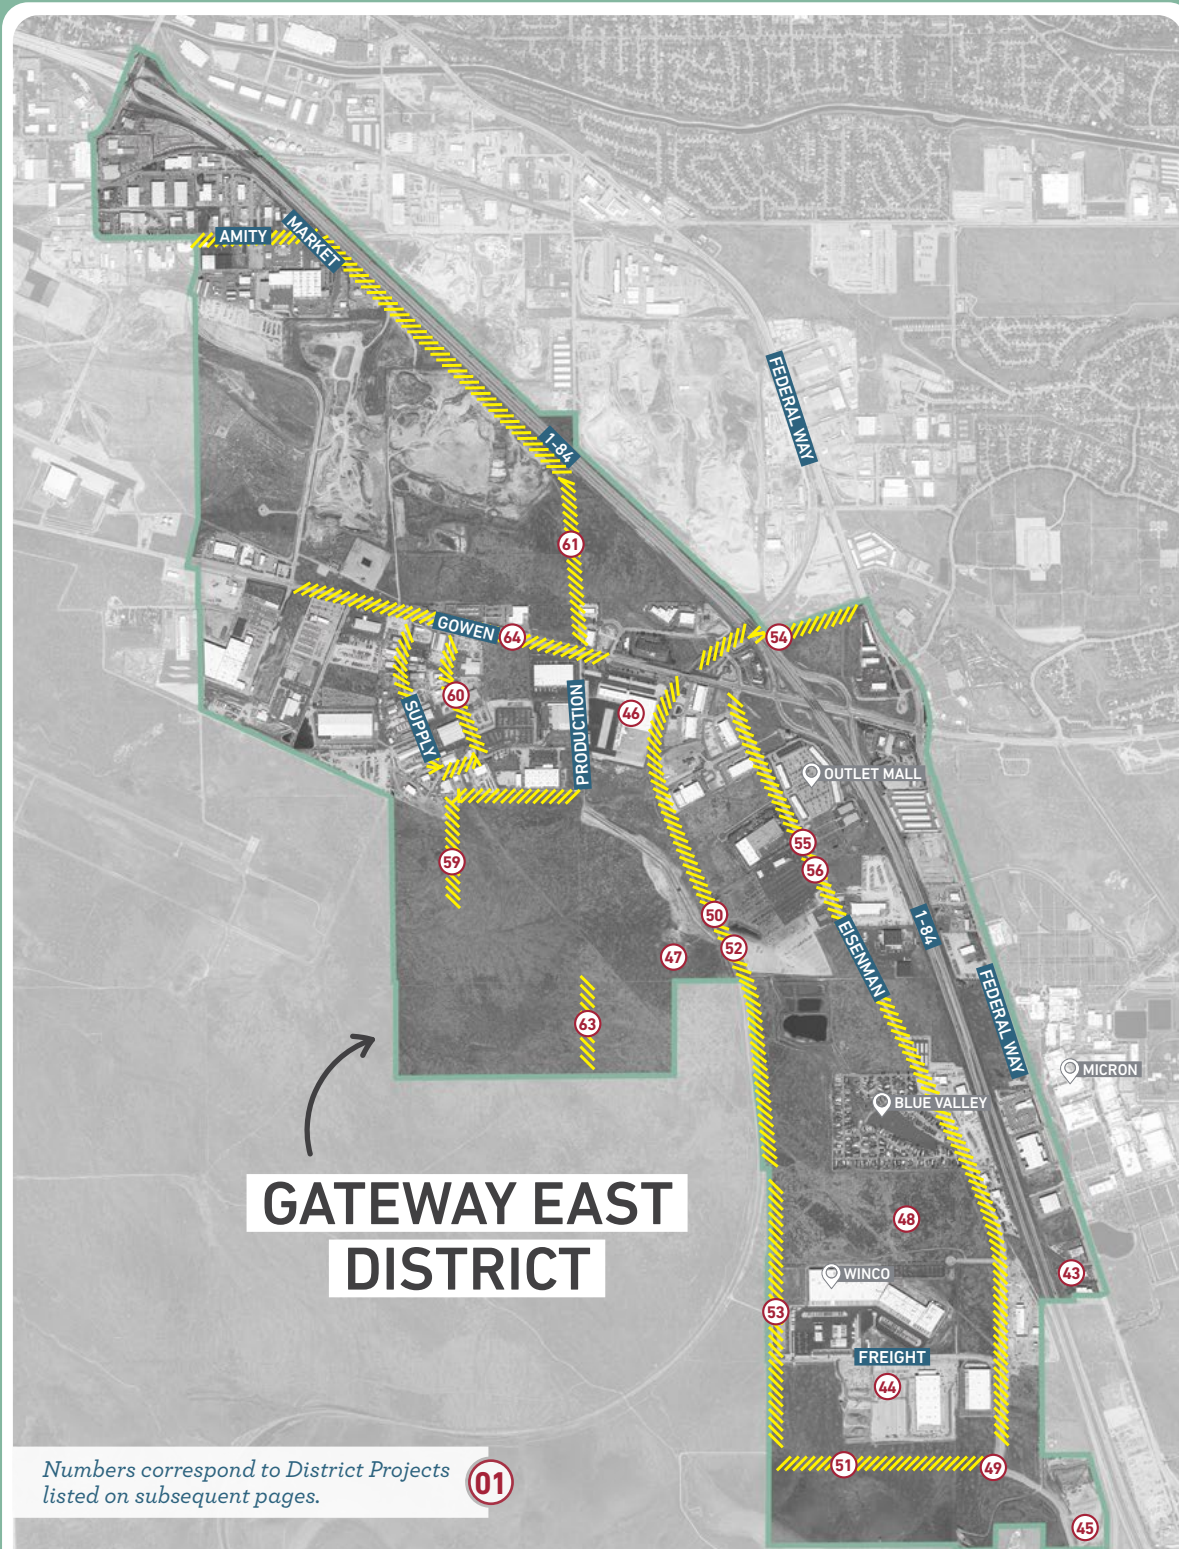 AMITY
MARKET
FEDERAL WAY
1-84
61
GOWEN
64
54
60
SUPPLY
PRODUCTION
46
OUTLET MALL
55
56
59
50
52
47
EISENMAN
1-84
FEDERAL WAY
63
MICRON
BLUE VALLEY
GATEWAY EAST
DISTRICT
48
43
WINCO
53
FREIGHT
44
51
49
45
Numbers correspond to District Projects
listed on subsequent pages.
01